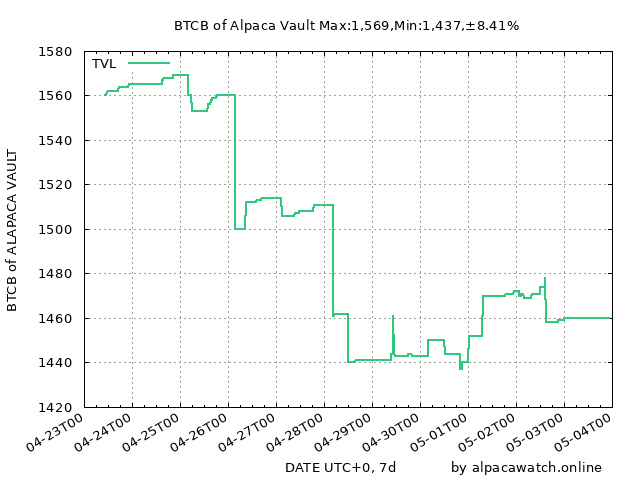 BTCB of Alpaca Vault Max:1,569,Min:1,437,±8.41%
TVL
BTCB of ALAPACA VAULT
1580
1560
1540
1520
1500
1480
1460
1440
1420
04-23T00
04-24T00
04-25T00
04-26T00
04-27T00
04-28T00
04-29T00
04-30T00
05-01T00
05-02T00
05-03T00
05-04T00
DATE UTC+0, 7d
by alpacawatch.online